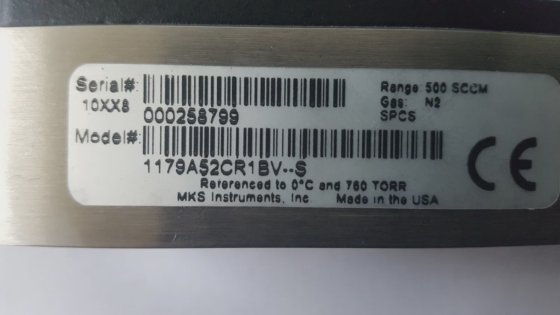 Serial#:
10XX8
000258799
Range: 500 SCCM
Gas: N2
SPCS
Model#:
1179A52CR1BV--S
Referenced to 0°C and 760 TORR
MKS Instruments, Inc Made in the USA
CE